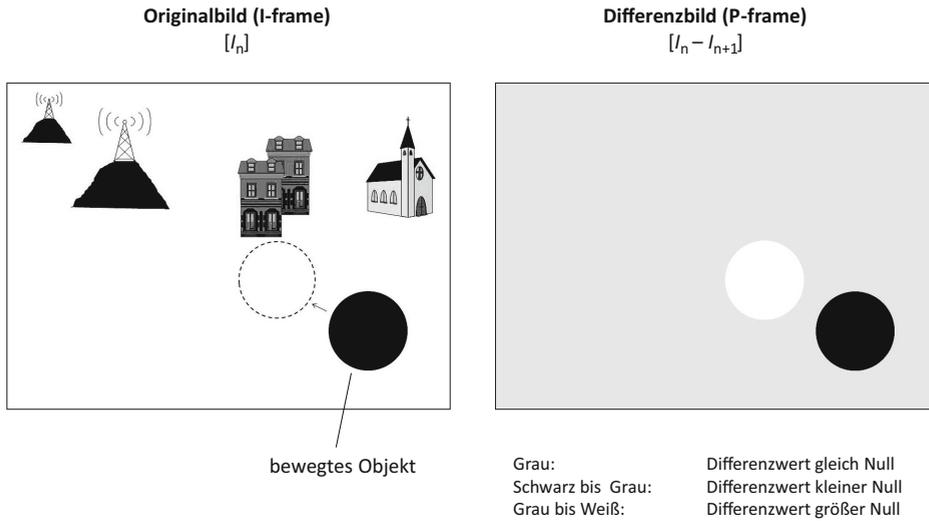 Originalbild (I-frame)
[Iₙ]
Differenzbild (P-frame)
[Iₙ – Iₙ₊₁]
bewegtes Objekt
Grau: Differenzwert gleich Null
Schwarz bis Grau: Differenzwert kleiner Null
Grau bis Weiß: Differenzwert größer Null